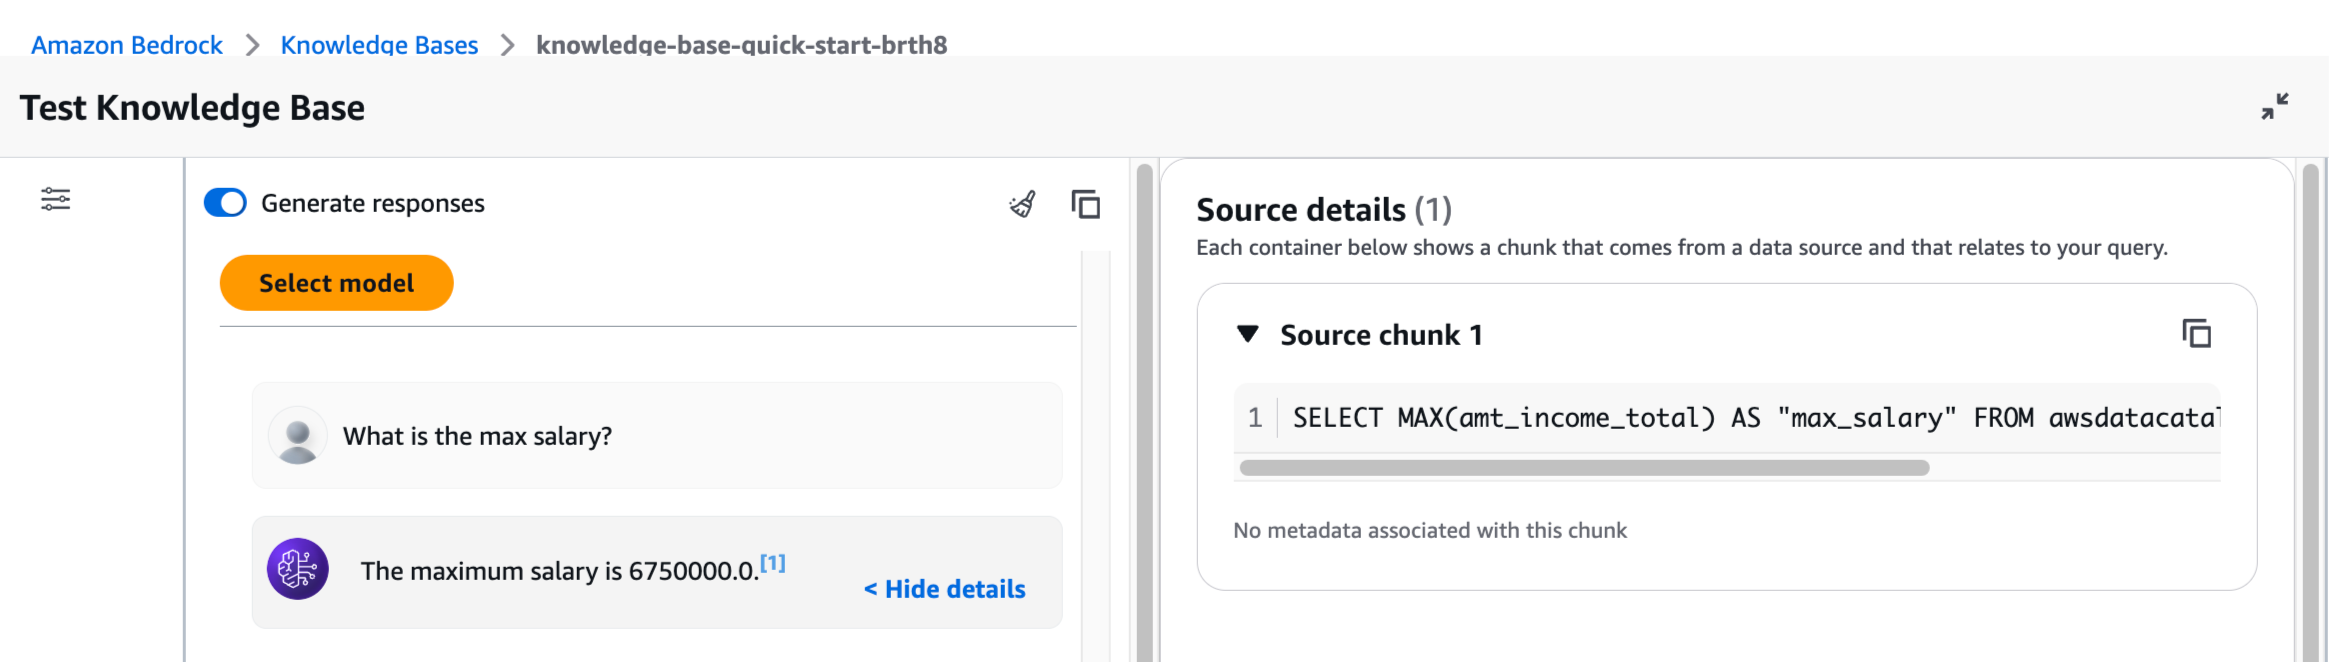 Amazon Bedrock > Knowledge Bases > knowledge-base-quick-start-brth8
Test Knowledge Base
Generate responses
Select model
What is the max salary?
The maximum salary is 6750000.0.[1]
< Hide details
Source details (1)
Each container below shows a chunk that comes from a data source and that relates to your query.
Source chunk 1
1 SELECT MAX(amt_income_total) AS "max_salary" FROM awsdatacatal
No metadata associated with this chunk